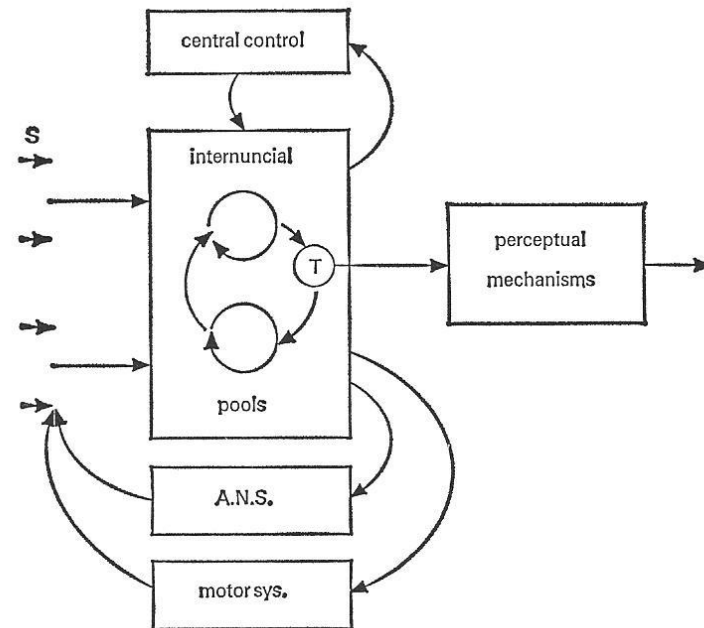 central control
S
internuncial
T
perceptual
mechanisms
pools
A.N.S.
motor sys.